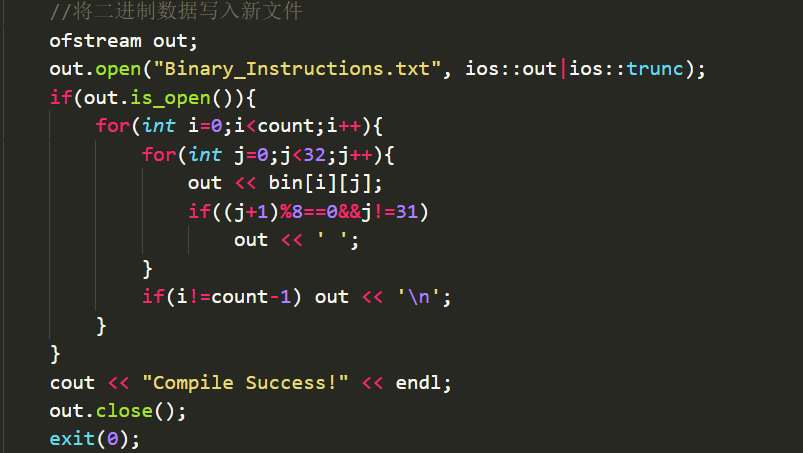 //将二进制数据写入新文件
ofstream out;
out.open("Binary_Instructions.txt", ios::out|ios::trunc);
if(out.is_open()){
for(int i=0;i<count;i++){
for(int j=0;j<32;j++){
out << bin[i][j];
if((j+1)%8==0&&j!=31)
out << ' ';
}
if(i!=count-1) out << '\n';
}
}
cout << "Compile Success!" << endl;
out.close();
exit(0);